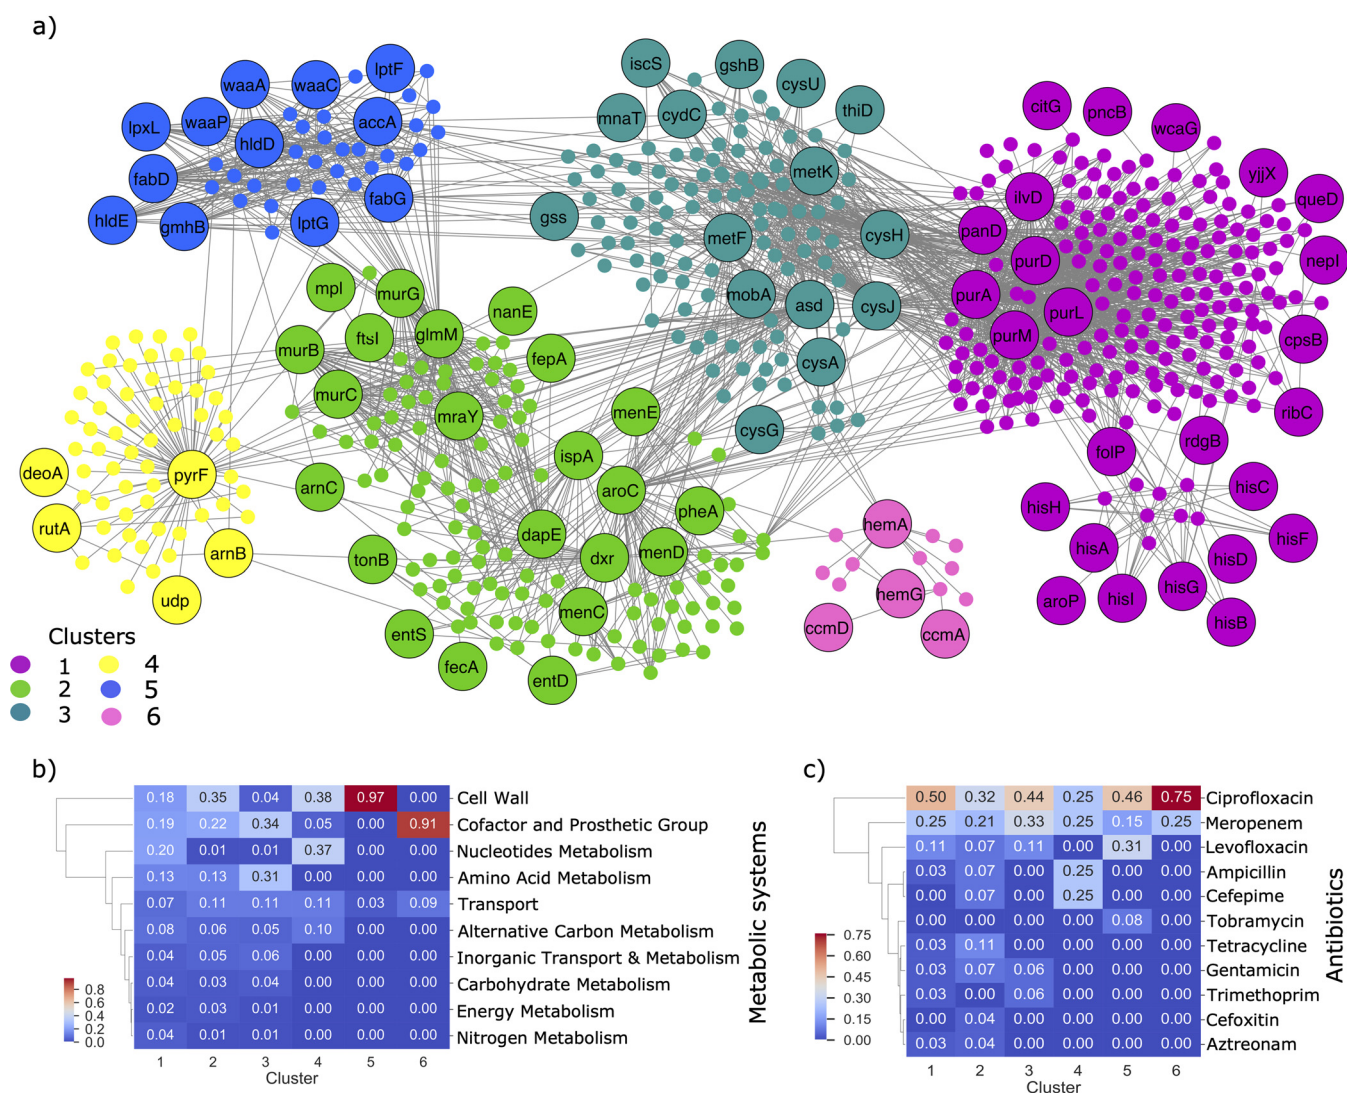 a)
lptF
waaA
waaC
lpxL
waaP
accA
hldD
fabD
fabG
hldE
gmhB
lptG
iscS
gshB
cysU
mnaT
cydC
thiD
metK
gss
metF
cysH
mobA
asd
cysJ
cysA
cysG
citG
pncB
wcaG
yjjX
queD
ilvD
panD
purD
nepI
purA
purL
purM
cpsB
ribC
rdgB
folP
hisC
hisH
hisF
hisA
hisD
aroP
hisI
hisG
hisB
mpl
murG
nanE
ftsI
glmM
murB
fepA
murC
mraY
menE
ispA
arnC
aroC
pheA
dapE
tonB
dxr
menD
menC
entS
fecA
entD
deoA
pyrF
rutA
arnB
udp
hemA
hemG
ccmD
ccmA
Clusters
1 4
2 5
3 6
b)
0.18 0.35 0.04 0.38 0.97 0.00 Cell Wall
0.19 0.22 0.34 0.05 0.00 0.91 Cofactor and Prosthetic Group
0.20 0.01 0.01 0.37 0.00 0.00 Nucleotides Metabolism
0.13 0.13 0.31 0.00 0.00 0.00 Amino Acid Metabolism
0.07 0.11 0.11 0.11 0.03 0.09 Transport
0.08 0.06 0.05 0.10 0.00 0.00 Alternative Carbon Metabolism
0.04 0.05 0.06 0.00 0.00 0.00 Inorganic Transport & Metabolism
0.04 0.03 0.04 0.00 0.00 0.00 Carbohydrate Metabolism
0.02 0.03 0.01 0.00 0.00 0.00 Energy Metabolism
0.04 0.01 0.01 0.00 0.00 0.00 Nitrogen Metabolism
1 2 3 4 5 6
Cluster
0.8
0.6
0.4
0.2
0.0
Metabolic systems
c)
0.50 0.32 0.44 0.25 0.46 0.75 Ciprofloxacin
0.25 0.21 0.33 0.25 0.15 0.25 Meropenem
0.11 0.07 0.11 0.00 0.31 0.00 Levofloxacin
0.03 0.07 0.00 0.25 0.00 0.00 Ampicillin
0.00 0.07 0.00 0.25 0.00 0.00 Cefepime
0.00 0.00 0.00 0.00 0.08 0.00 Tobramycin
0.03 0.11 0.00 0.00 0.00 0.00 Tetracycline
0.03 0.07 0.06 0.00 0.00 0.00 Gentamicin
0.03 0.00 0.06 0.00 0.00 0.00 Trimethoprim
0.00 0.04 0.00 0.00 0.00 0.00 Cefoxitin
0.03 0.04 0.00 0.00 0.00 0.00 Aztreonam
1 2 3 4 5 6
Cluster
0.75
0.60
0.45
0.30
0.15
0.00
Antibiotics